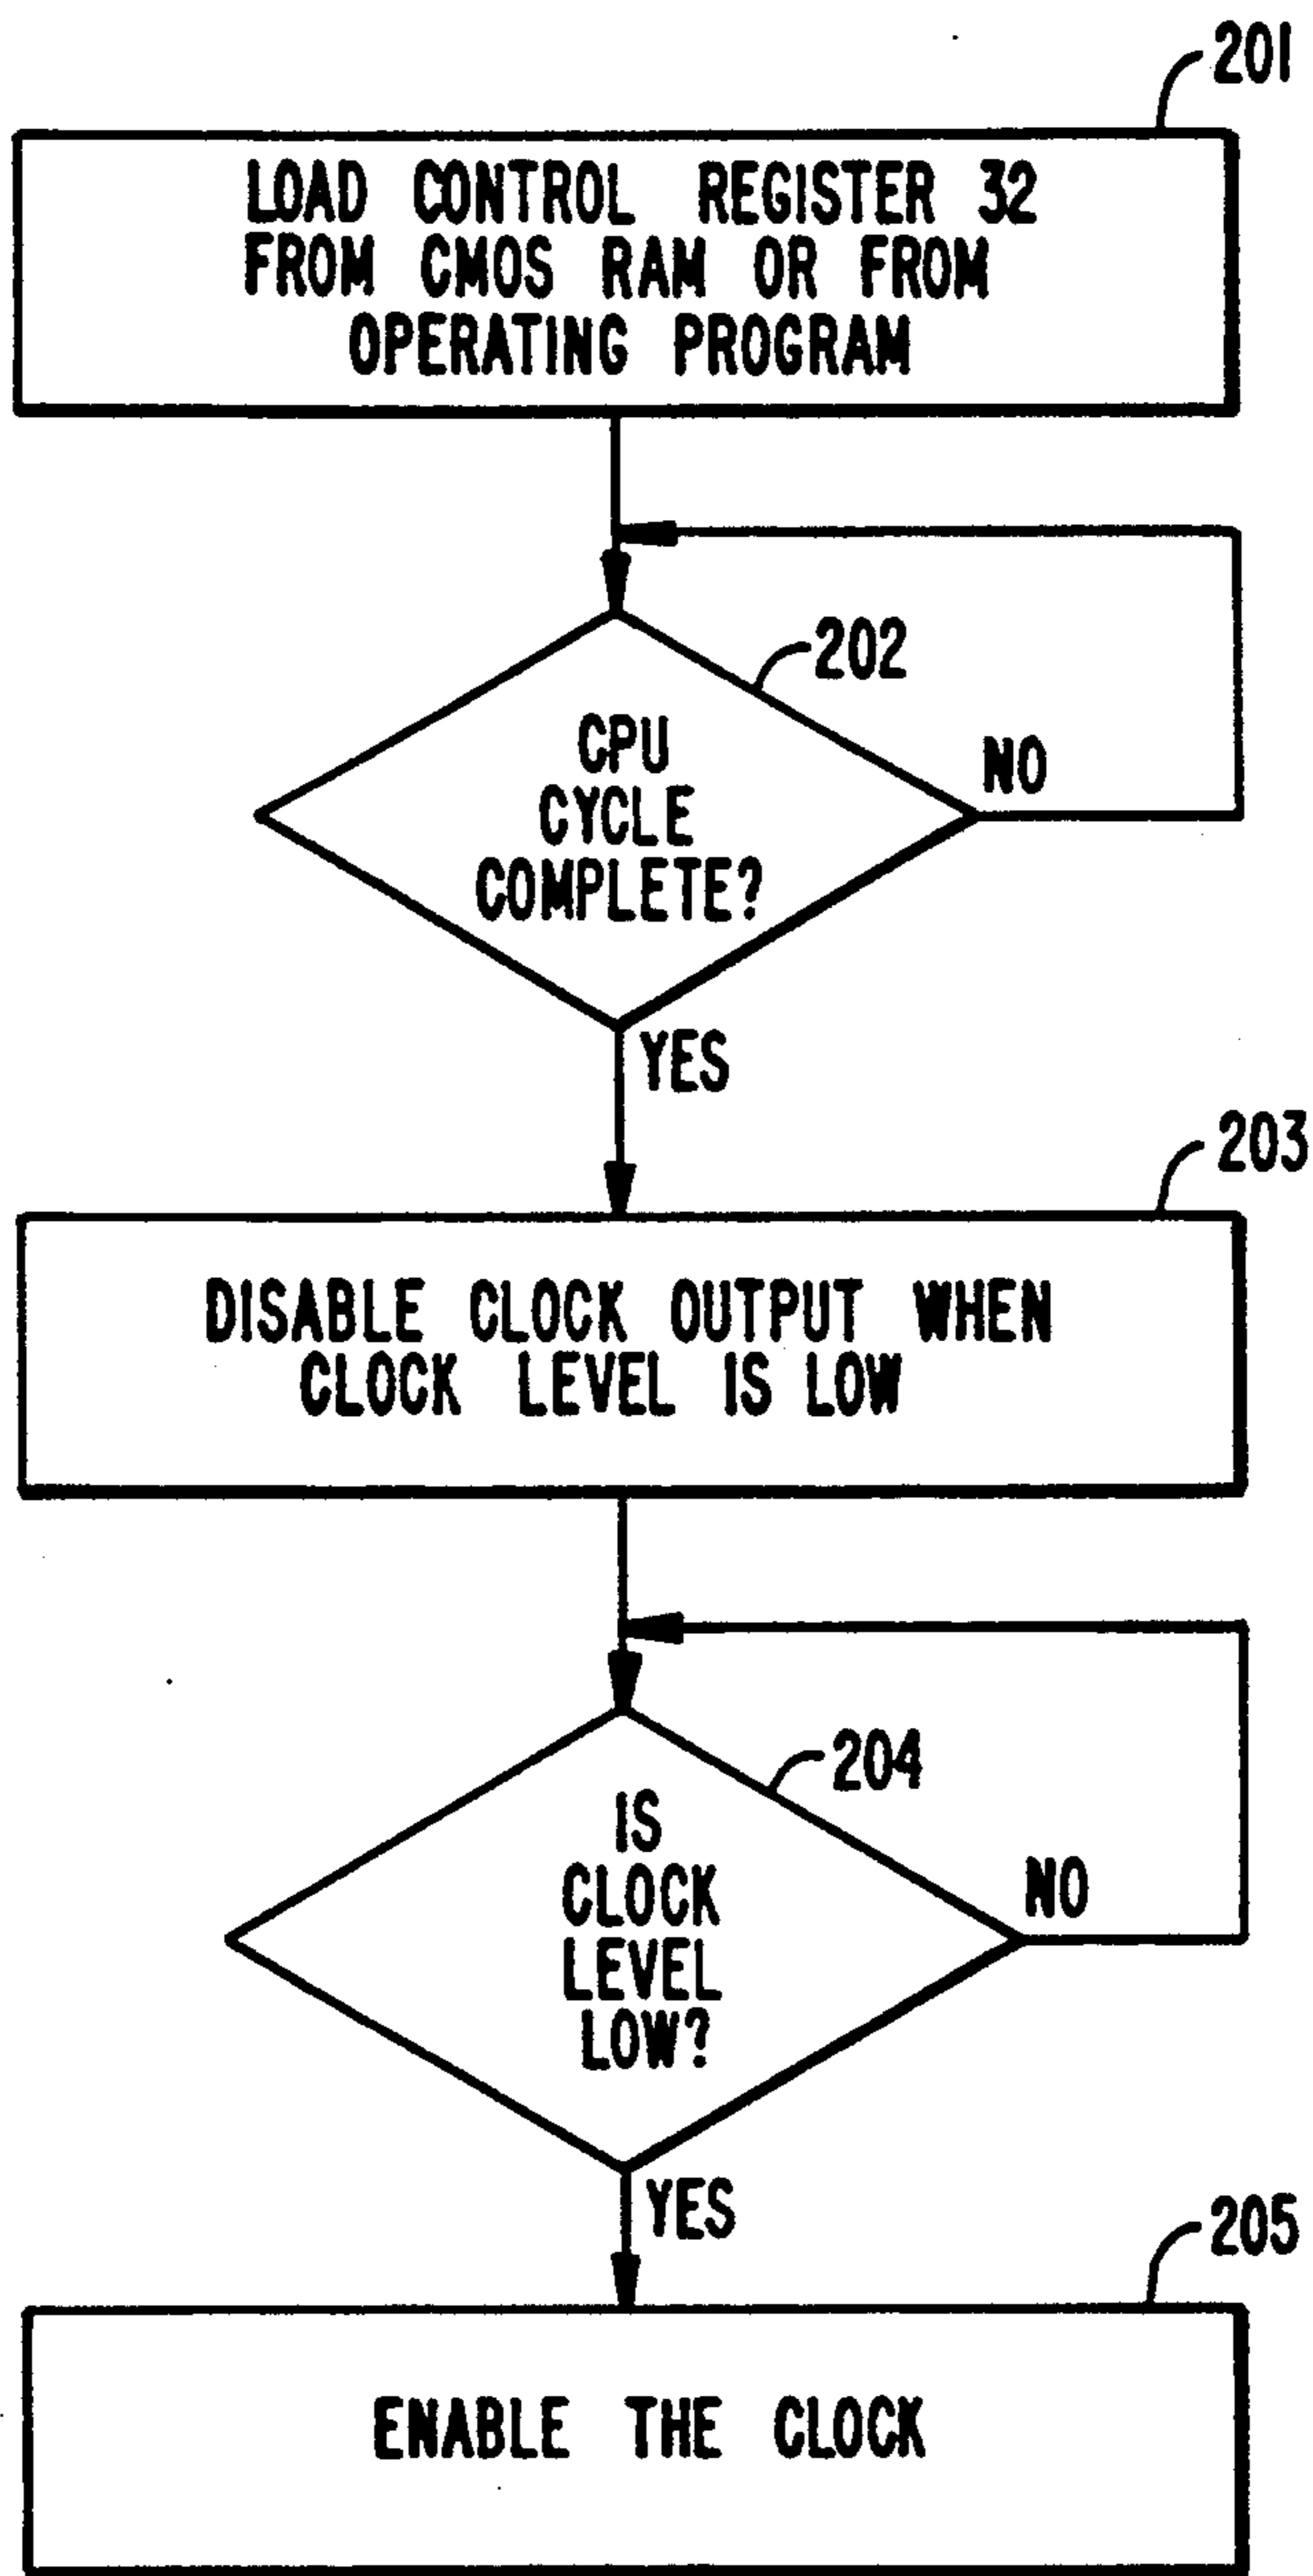 201
LOAD CONTROL REGISTER 32
FROM CMOS RAM OR FROM
OPERATING PROGRAM
202
CPU
CYCLE
COMPLETE?
NO
YES
203
DISABLE CLOCK OUTPUT WHEN
CLOCK LEVEL IS LOW
204
IS
CLOCK
LEVEL
LOW?
NO
YES
205
ENABLE THE CLOCK